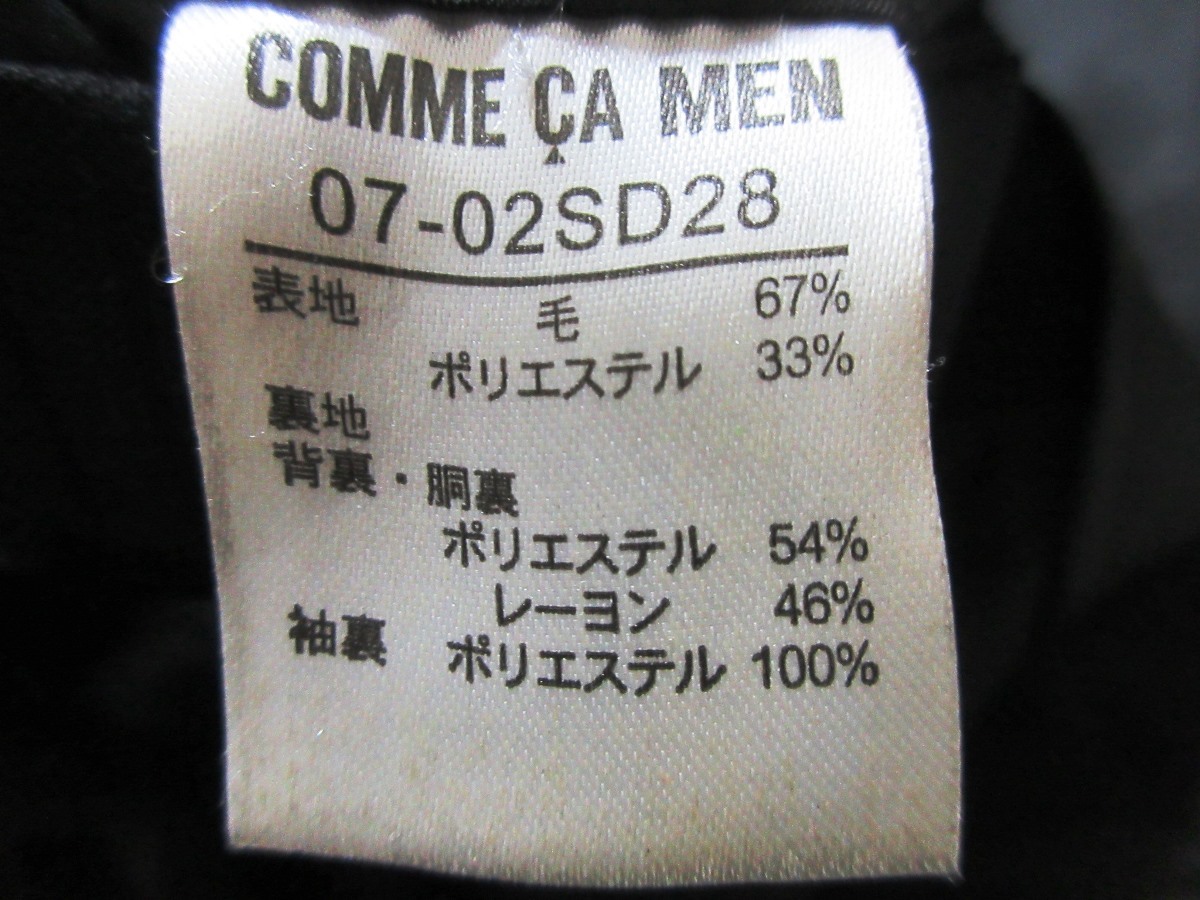 COMME ÇA MEN
07-02SD28
表地 毛 67%
ポリエステル 33%
裏地
背裏・胴裏
ポリエステル 54%
レーヨン 46%
袖裏 ポリエステル 100%